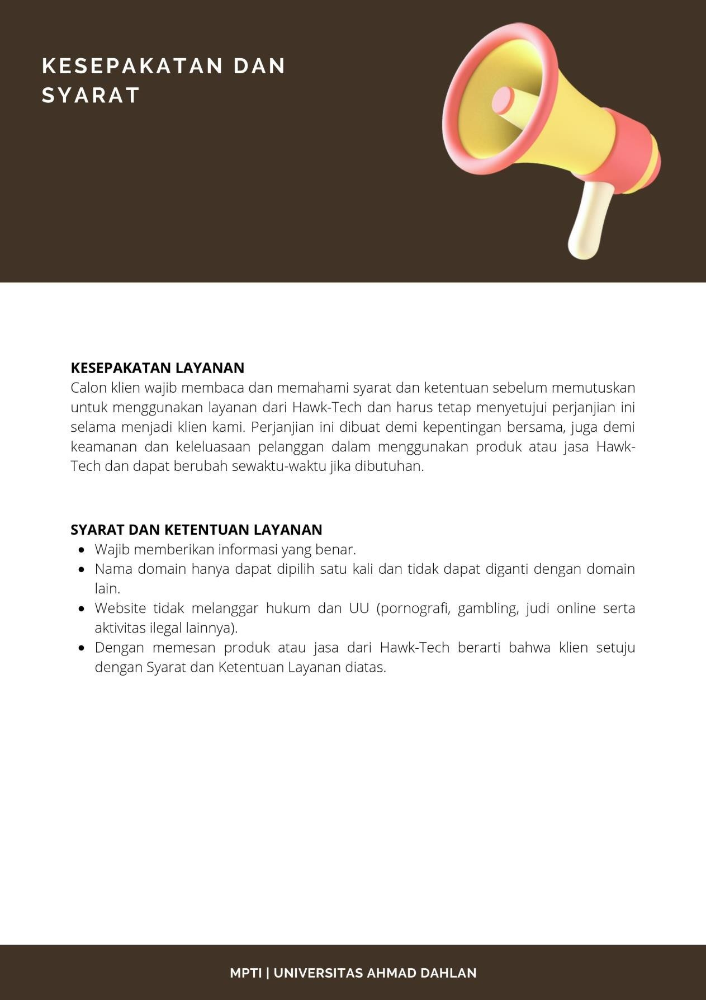 KESEPAKATAN DAN
SYARAT
KESEPAKATAN LAYANAN
Calon klien wajib membaca dan memahami syarat dan ketentuan sebelum memutuskan
untuk menggunakan layanan dari Hawk-Tech dan harus tetap menyetujui perjanjian ini
selama menjadi klien kami. Perjanjian ini dibuat demi kepentingan bersama, juga demi
keamanan dan keleluasaan pelanggan dalam menggunakan produk atau jasa Hawk-
Tech dan dapat berubah sewaktu-waktu jika dibutuhan.
SYARAT DAN KETENTUAN LAYANAN
• Wajib memberikan informasi yang benar.
• Nama domain hanya dapat dipilih satu kali dan tidak dapat diganti dengan domain
lain.
• Website tidak melanggar hukum dan UU (pornografi, gambling, judi online serta
aktivitas ilegal lainnya).
• Dengan memesan produk atau jasa dari Hawk-Tech berarti bahwa klien setuju
dengan Syarat dan Ketentuan Layanan diatas.
MPTI | UNIVERSITAS AHMAD DAHLAN